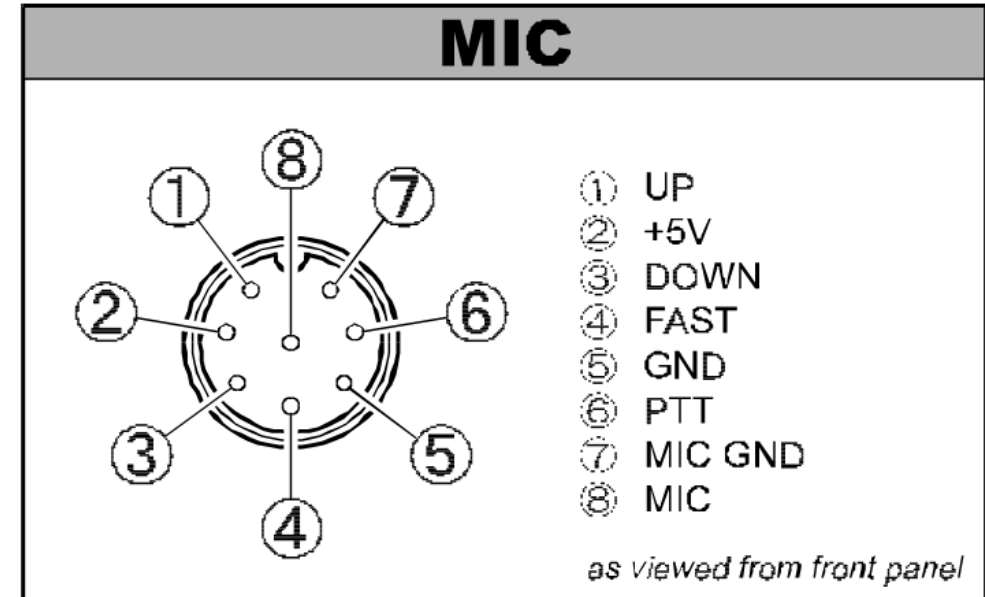 MIC
8
1
7
2
6
3
5
4
① UP
② +5V
③ DOWN
④ FAST
⑤ GND
⑥ PTT
⑦ MIC GND
⑧ MIC
as viewed from front panel